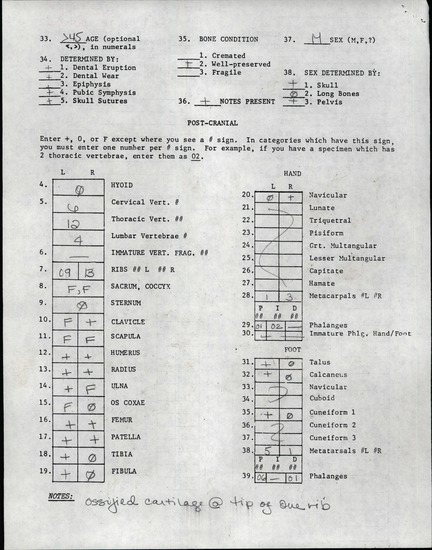 33. >45 AGE (optional <,>), in numerals
35. BONE CONDITION
37. M SEX (M,F,?)
1. Cremated
34. DETERMINED BY:
+ 2. Well-preserved
+ 1. Dental Eruption
3. Fragile
38. SEX DETERMINED BY:
+ 2. Dental Wear
3. Epiphysis
+ 1. Skull
+ 4. Pubic Symphysis
Ø 2. Long Bones
+ 5. Skull Sutures
36. + NOTES PRESENT
+ 3. Pelvis
POST-CRANIAL
Enter +, 0, or F except where you see a # sign. In categories which have this sign,
you must enter one number per # sign. For example, if you have a specimen which has
2 thoracic vertebrae, enter them as 02.
L R
4. Ø HYOID
5. 6 Cervical Vert. #
12 Thoracic Vert. ##
4 Lumbar Vertebrae #
6. — IMMATURE VERT. FRAG. ##
7. 09 13 RIBS ## L ## R
8. F,F SACRUM, COCCYX
9. Ø STERNUM
10. F + CLAVICLE
11. F F SCAPULA
12. + + HUMERUS
13. + + RADIUS
14. + F ULNA
15. F Ø OS COXAE
16. + + FEMUR
17. + + PATELLA
18. + Ø TIBIA
19. + Ø FIBULA
HAND
L R
20. Ø + Navicular
21. Lunate
22. Triquetral
23. Pisiform
24. Grt. Multangular
25. Lesser Multangular
26. Capitate
27. Hamate
28. 1 3 Metacarpals #L #R
P I D
## ## ##
29. 01 02 — Phalanges
30. Immature Phlg. Hand/Foot
FOOT
31. + Ø Talus
32. + Ø Calcaneus
33. Navicular
34. Cuboid
35. + Ø Cuneiform 1
36. Cuneiform 2
37. Cuneiform 3
38. 5 1 Metatarsals #L #R
P I D
## ## ##
39. 06 — 01 Phalanges
NOTES: ossified cartilage @ tip of one rib